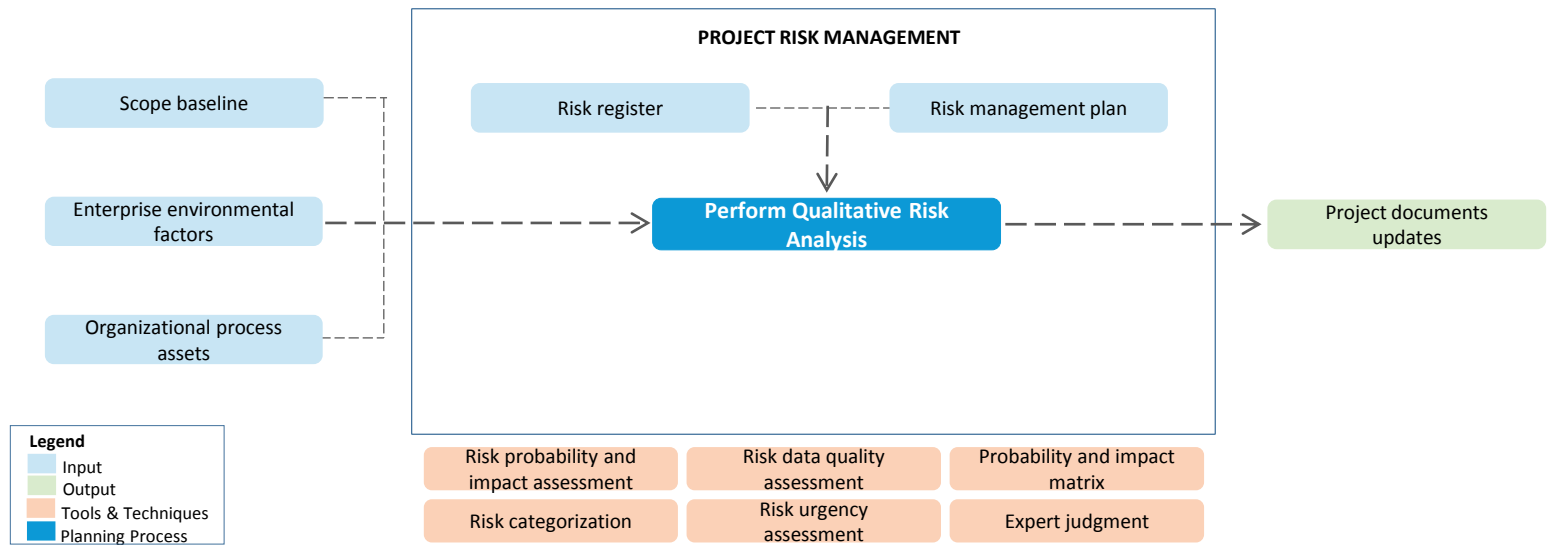 PROJECT RISK MANAGEMENT
Scope baseline
Risk register
Risk management plan
Enterprise environmental
factors
Perform Qualitative Risk
Analysis
Project documents
updates
Organizational process
assets
Legend
Input
Output
Tools & Techniques
Planning Process
Risk probability and
impact assessment
Risk data quality
assessment
Probability and impact
matrix
Risk categorization
Risk urgency
assessment
Expert judgment